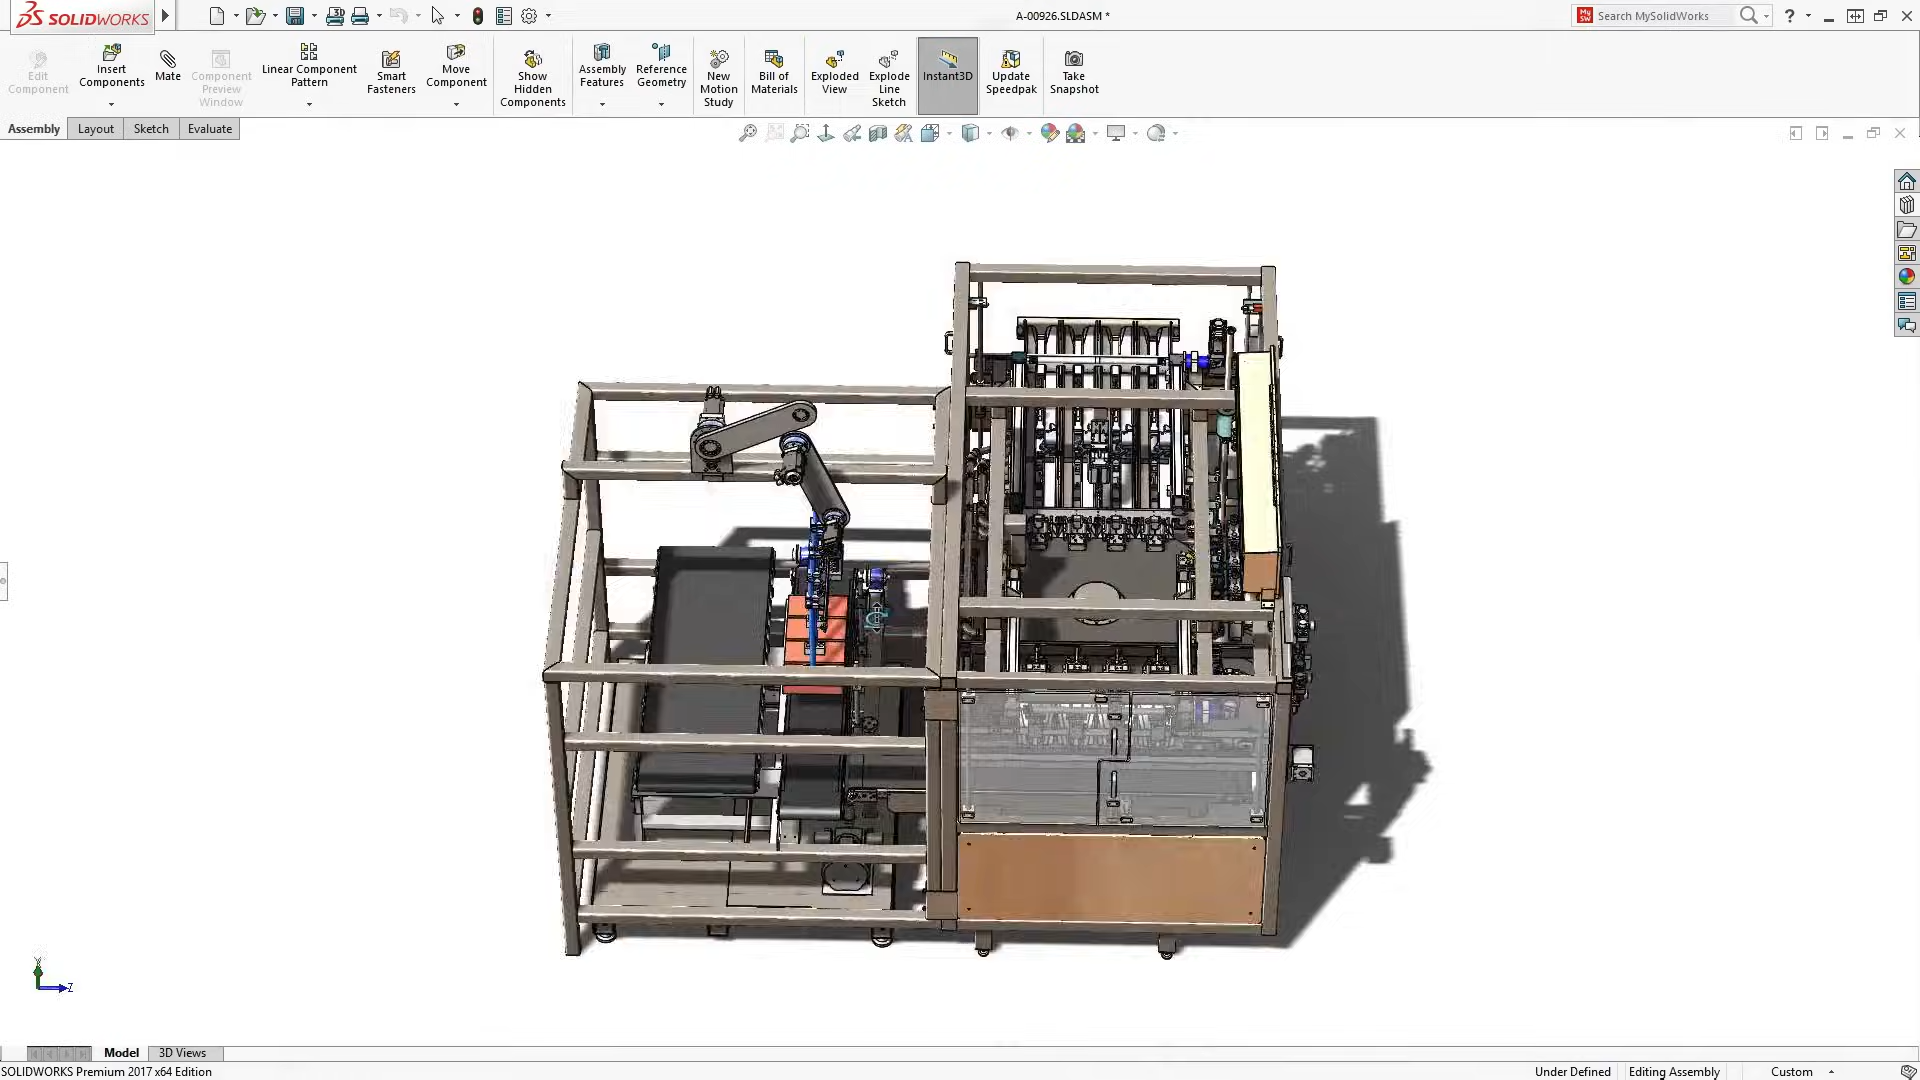 SOLIDWORKS
A-00926.SLDASM *
Search MySolidWorks
Edit Component
Insert Components
Mate
Component Preview Window
Linear Component Pattern
Smart Fasteners
Move Component
Show Hidden Components
Assembly Features
Reference Geometry
New Motion Study
Bill of Materials
Exploded View
Explode Line Sketch
Instant3D
Update Speedpak
Take Snapshot
Assembly
Layout
Sketch
Evaluate
Y
Z
Model
3D Views
SOLIDWORKS Premium 2017 x64 Edition
Under Defined
Editing Assembly
Custom